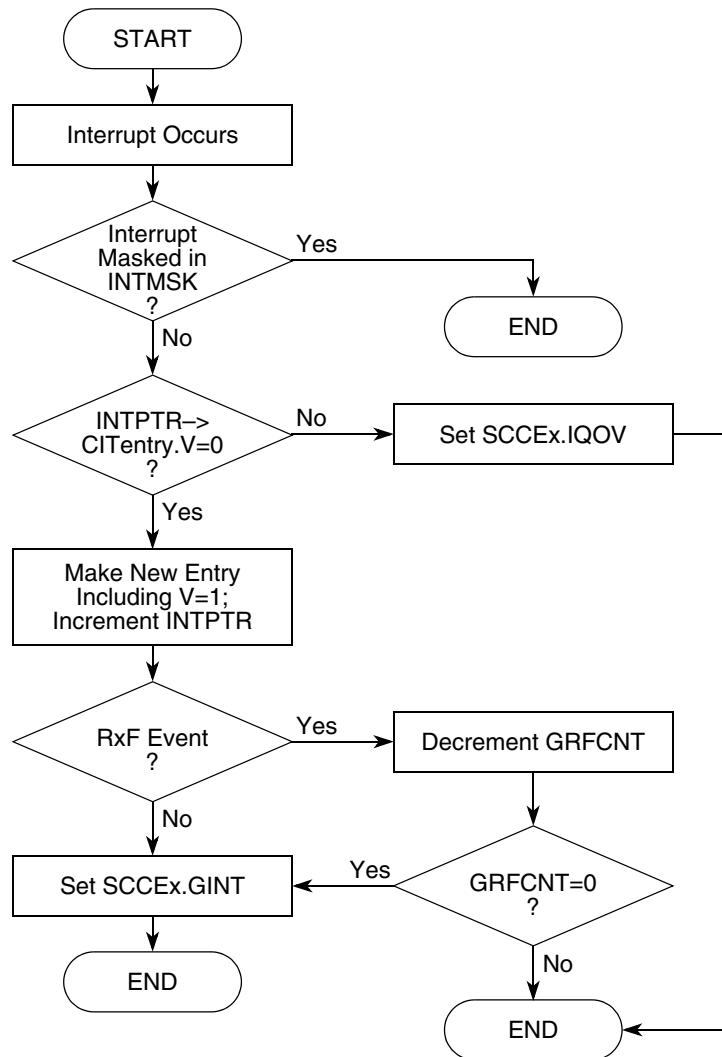 START
Interrupt Occurs
Interrupt
Masked in
INTMSK
?
Yes
END
No
INTPTR–>
CITentry.V=0
?
No
Set SCCEx.IQOV
Yes
Make New Entry
Including V=1;
Increment INTPTR
RxF Event
?
Yes
Decrement GRFCNT
No
Set SCCEx.GINT
Yes
GRFCNT=0
?
END
No
END